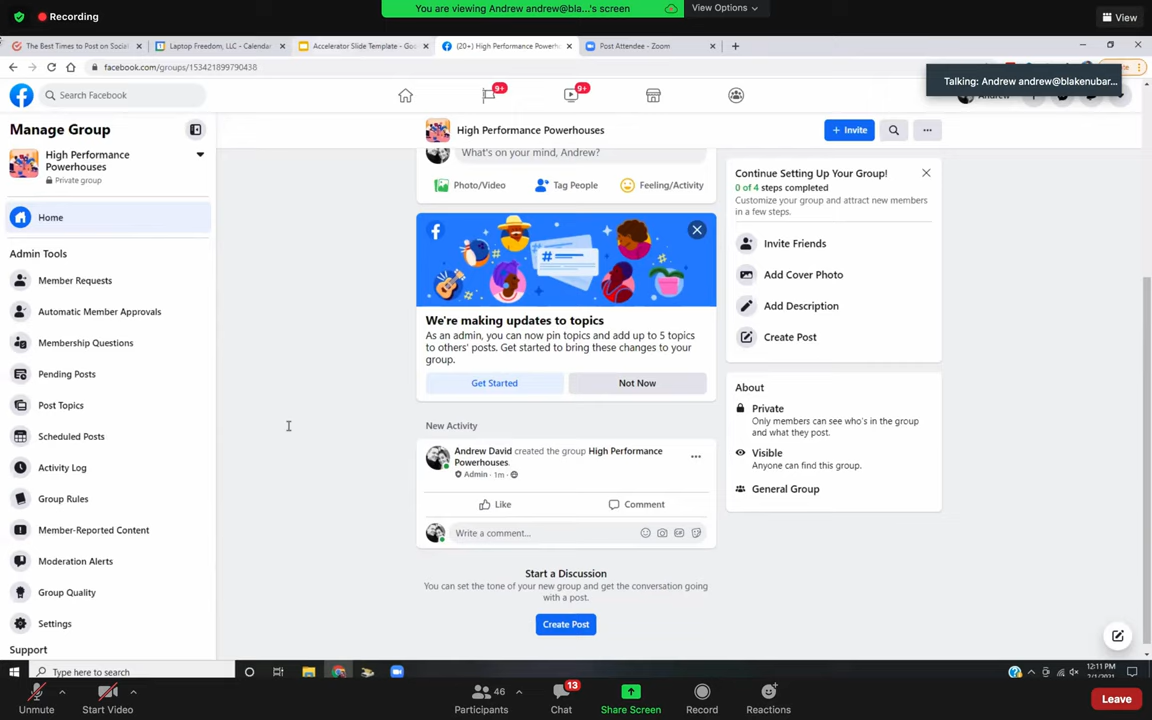 Recording
You are viewing Andrew andrew@bla...'s screen
View Options
View
The Best Times to Post on Social
Laptop Freedom, LLC - Calendar
Accelerator Slide Template - Goo
(20+) High Performance Powerho
Post Attendee - Zoom
facebook.com/groups/153421899790438
Talking: Andrew andrew@blakenubar...
Search Facebook
9+
9+
Manage Group
High Performance Powerhouses
Private group
High Performance Powerhouses
+ Invite
Home
Admin Tools
Member Requests
Automatic Member Approvals
Membership Questions
Pending Posts
Post Topics
Scheduled Posts
Activity Log
Group Rules
Member-Reported Content
Moderation Alerts
Group Quality
Settings
Support
What's on your mind, Andrew?
Photo/Video
Tag People
Feeling/Activity
We're making updates to topics
As an admin, you can now pin topics and add up to 5 topics
to others' posts. Get started to bring these changes to your
group.
Get Started
Not Now
New Activity
Andrew David created the group High Performance
Powerhouses.
Admin · 1m ·
Like
Comment
Write a comment...
Start a Discussion
You can set the tone of your new group and get the conversation going
with a post.
Create Post
Continue Setting Up Your Group!
0 of 4 steps completed
Customize your group and attract new members
in a few steps.
Invite Friends
Add Cover Photo
Add Description
Create Post
About
Private
Only members can see who's in the group
and what they post.
Visible
Anyone can find this group.
General Group
Type here to search
12:11 PM
Unmute
Start Video
46
Participants
13
Chat
Share Screen
Record
Reactions
Leave